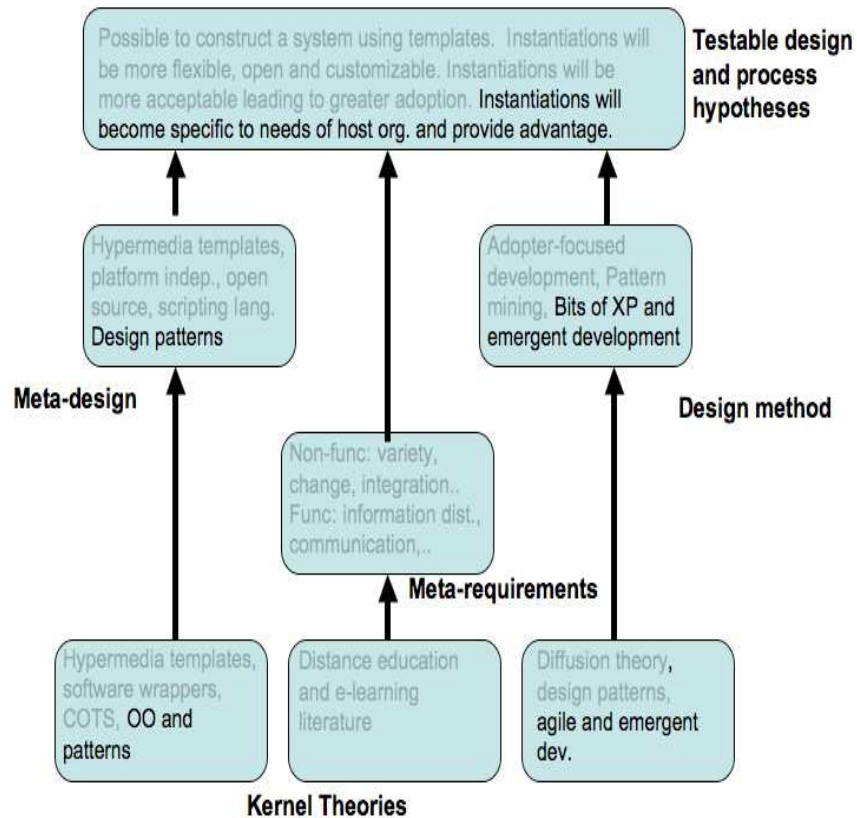 Possible to construct a system using templates. Instantiations will
be more flexible, open and customizable. Instantiations will be
more acceptable leading to greater adoption. Instantiations will
become specific to needs of host org. and provide advantage.
Testable design
and process
hypotheses
Hypermedia templates,
platform indep., open
source, scripting lang.
Design patterns
Adopter-focused
development, Pattern
mining, Bits of XP and
emergent development
Meta-design
Design method
Non-func: variety,
change, integration..
Func: information dist.,
communication,..
Meta-requirements
Hypermedia templates,
software wrappers,
COTS, OO and
patterns
Distance education
and e-learning
literature
Diffusion theory,
design patterns,
agile and emergent
dev.
Kernel Theories